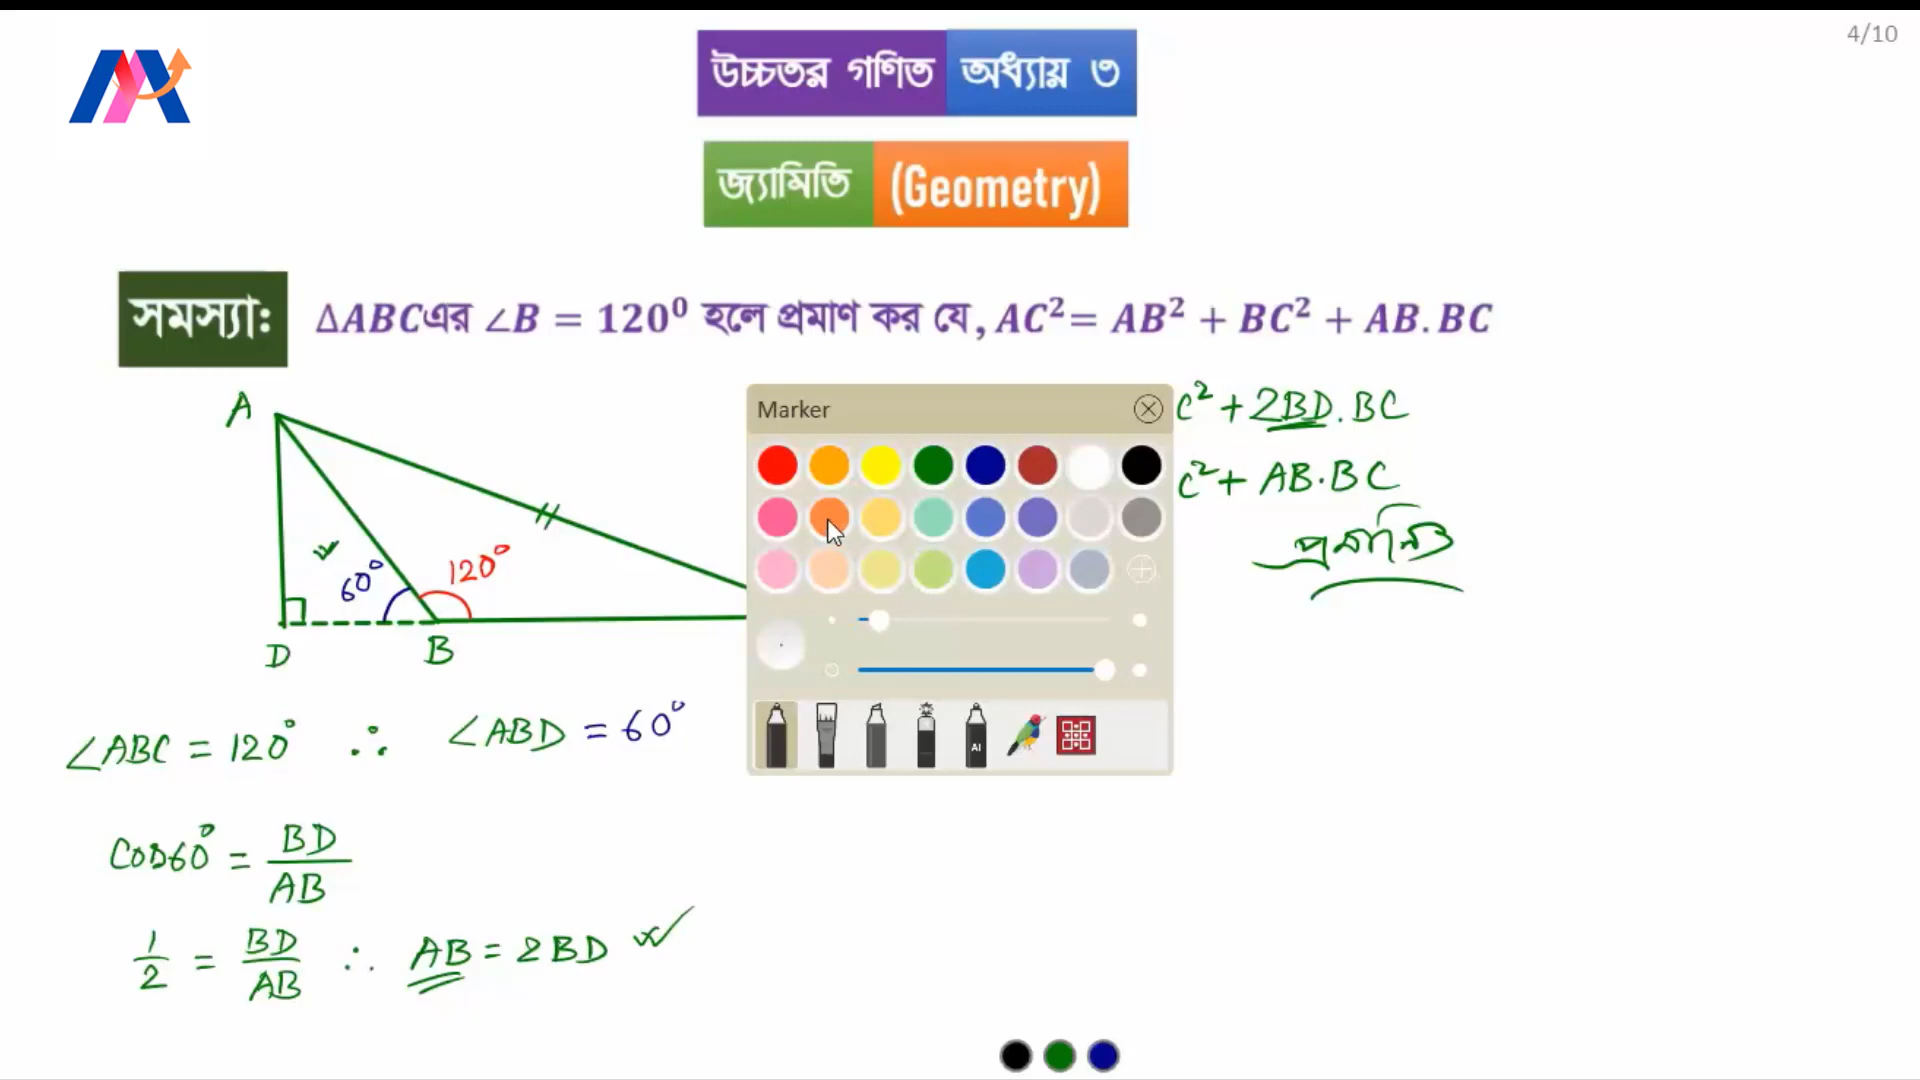 4/10
উচ্চতর গণিত অধ্যায় ৩
জ্যামিতি (Geometry)
সমস্যা: ΔABCএর ∠B = 120⁰ হলে প্রমাণ কর যে, AC² = AB² + BC² + AB.BC
Marker
C² + 2BD.BC
C² + AB.BC
প্রমাণিত
A
120°
60°
D
B
∠ABC = 120° ∴ ∠ABD = 60°
Cos60° = BD/AB
1/2 = BD/AB ∴ AB = 2BD
AI